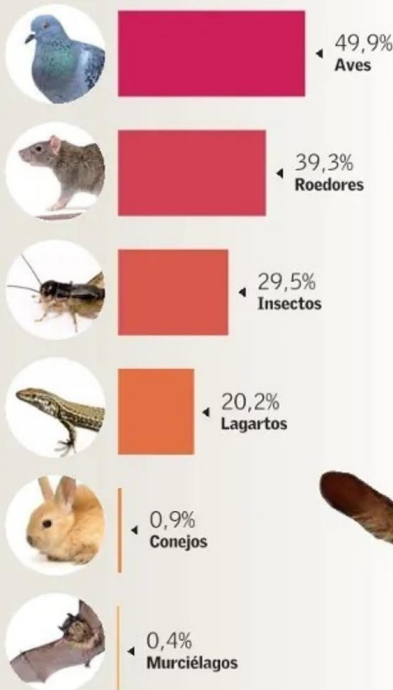 49,9%
Aves
39,3%
Roedores
29,5%
Insectos
20,2%
Lagartos
0,9%
Conejos
0,4%
Murciélagos